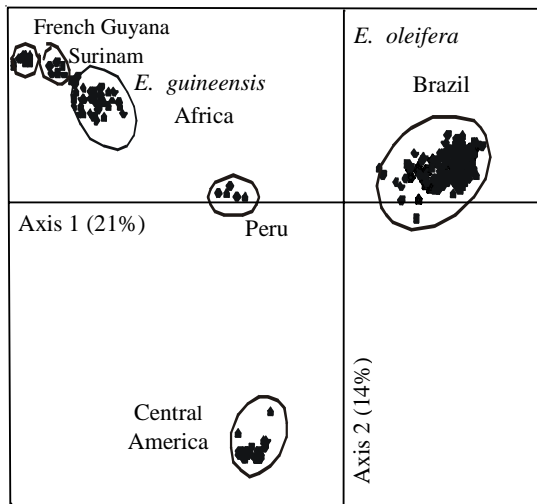 French Guyana
Surinam
E. guineensis
Africa
E. oleifera
Brazil
Axis 1 (21%)
Peru
Central
America
Axis 2 (14%)